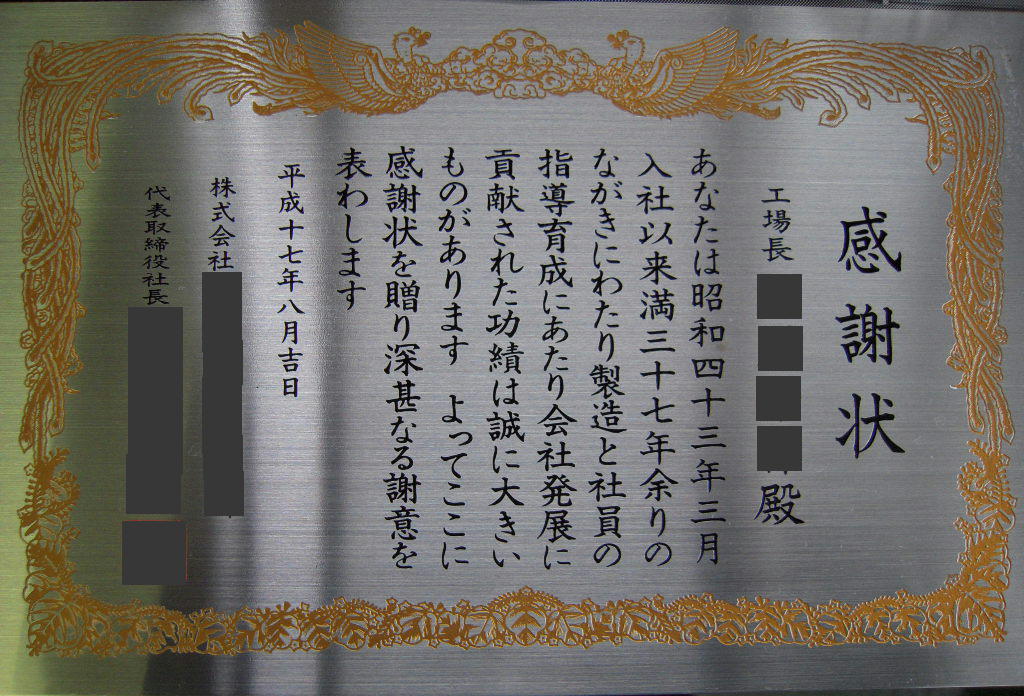 感謝状
工場長
殿
あなたは昭和四十三年三月
入社以来満三十七年余りの
ながきにわたり製造と社員の
指導育成にあたり会社発展に
貢献された功績は誠に大きい
ものがあります よってここに
感謝状を贈り深甚なる謝意を
表わします
平成十七年八月吉日
株式会社
代表取締役社長